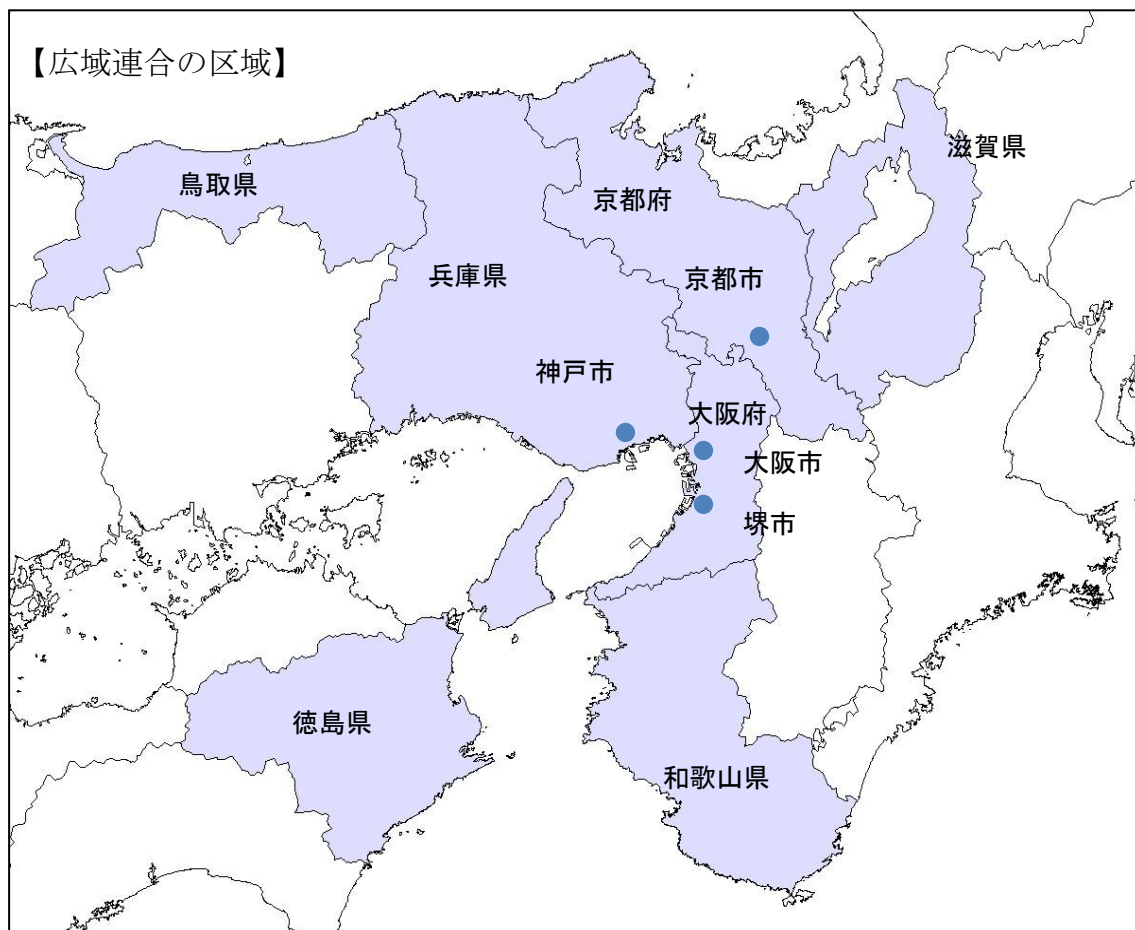 【広域連合の区域】
滋賀県
鳥取県
京都府
兵庫県
京都市
神戸市
大阪府
大阪市
堺市
徳島県
和歌山県